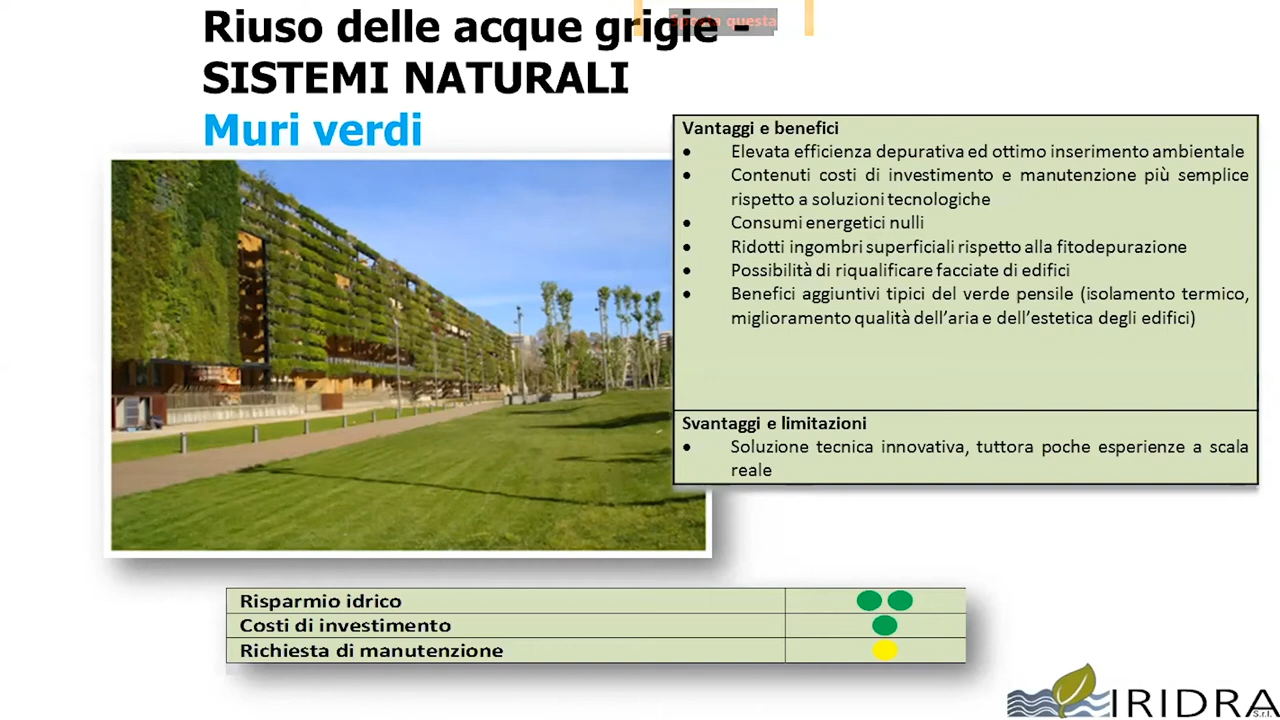 Riuso delle acque grigie -
Sposta questa
SISTEMI NATURALI
Muri verdi
Vantaggi e benefici
• Elevata efficienza depurativa ed ottimo inserimento ambientale
• Contenuti costi di investimento e manutenzione più semplice
rispetto a soluzioni tecnologiche
• Consumi energetici nulli
• Ridotti ingombri superficiali rispetto alla fitodepurazione
• Possibilità di riqualificare facciate di edifici
• Benefici aggiuntivi tipici del verde pensile (isolamento termico,
miglioramento qualità dell’aria e dell’estetica degli edifici)
Svantaggi e limitazioni
• Soluzione tecnica innovativa, tuttora poche esperienze a scala
reale
Risparmio idrico
Costi di investimento
Richiesta di manutenzione
IRIDRA
S.r.l.